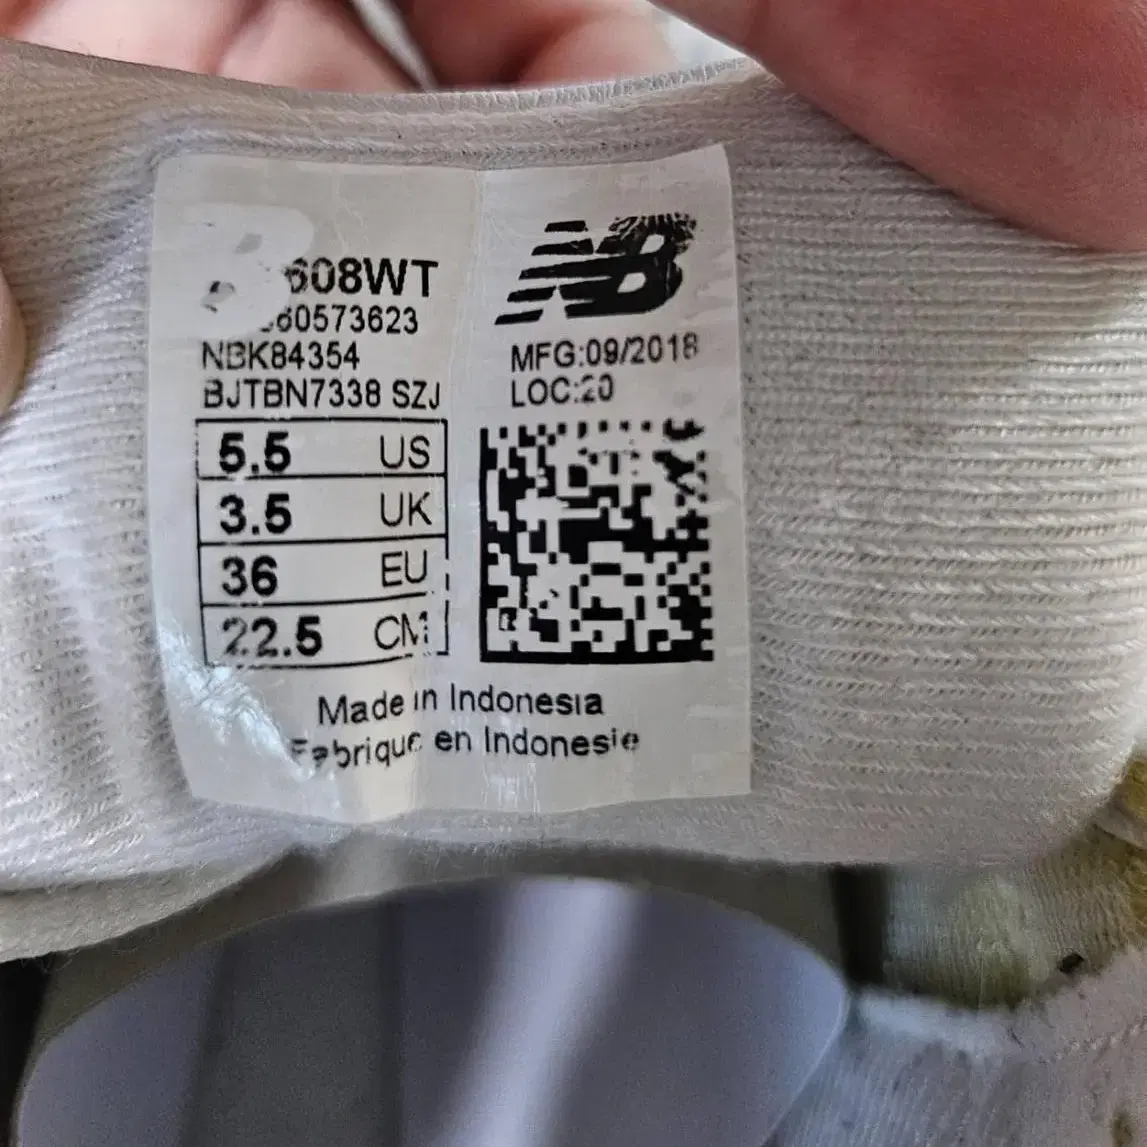 608WT
60573623
NBK84354
BJTBN7338 SZJ
5.5 US
3.5 UK
36 EU
22.5 CM
NB
MFG:09/2018
LOC:20
Made in Indonesia
Fabrique en Indonesie